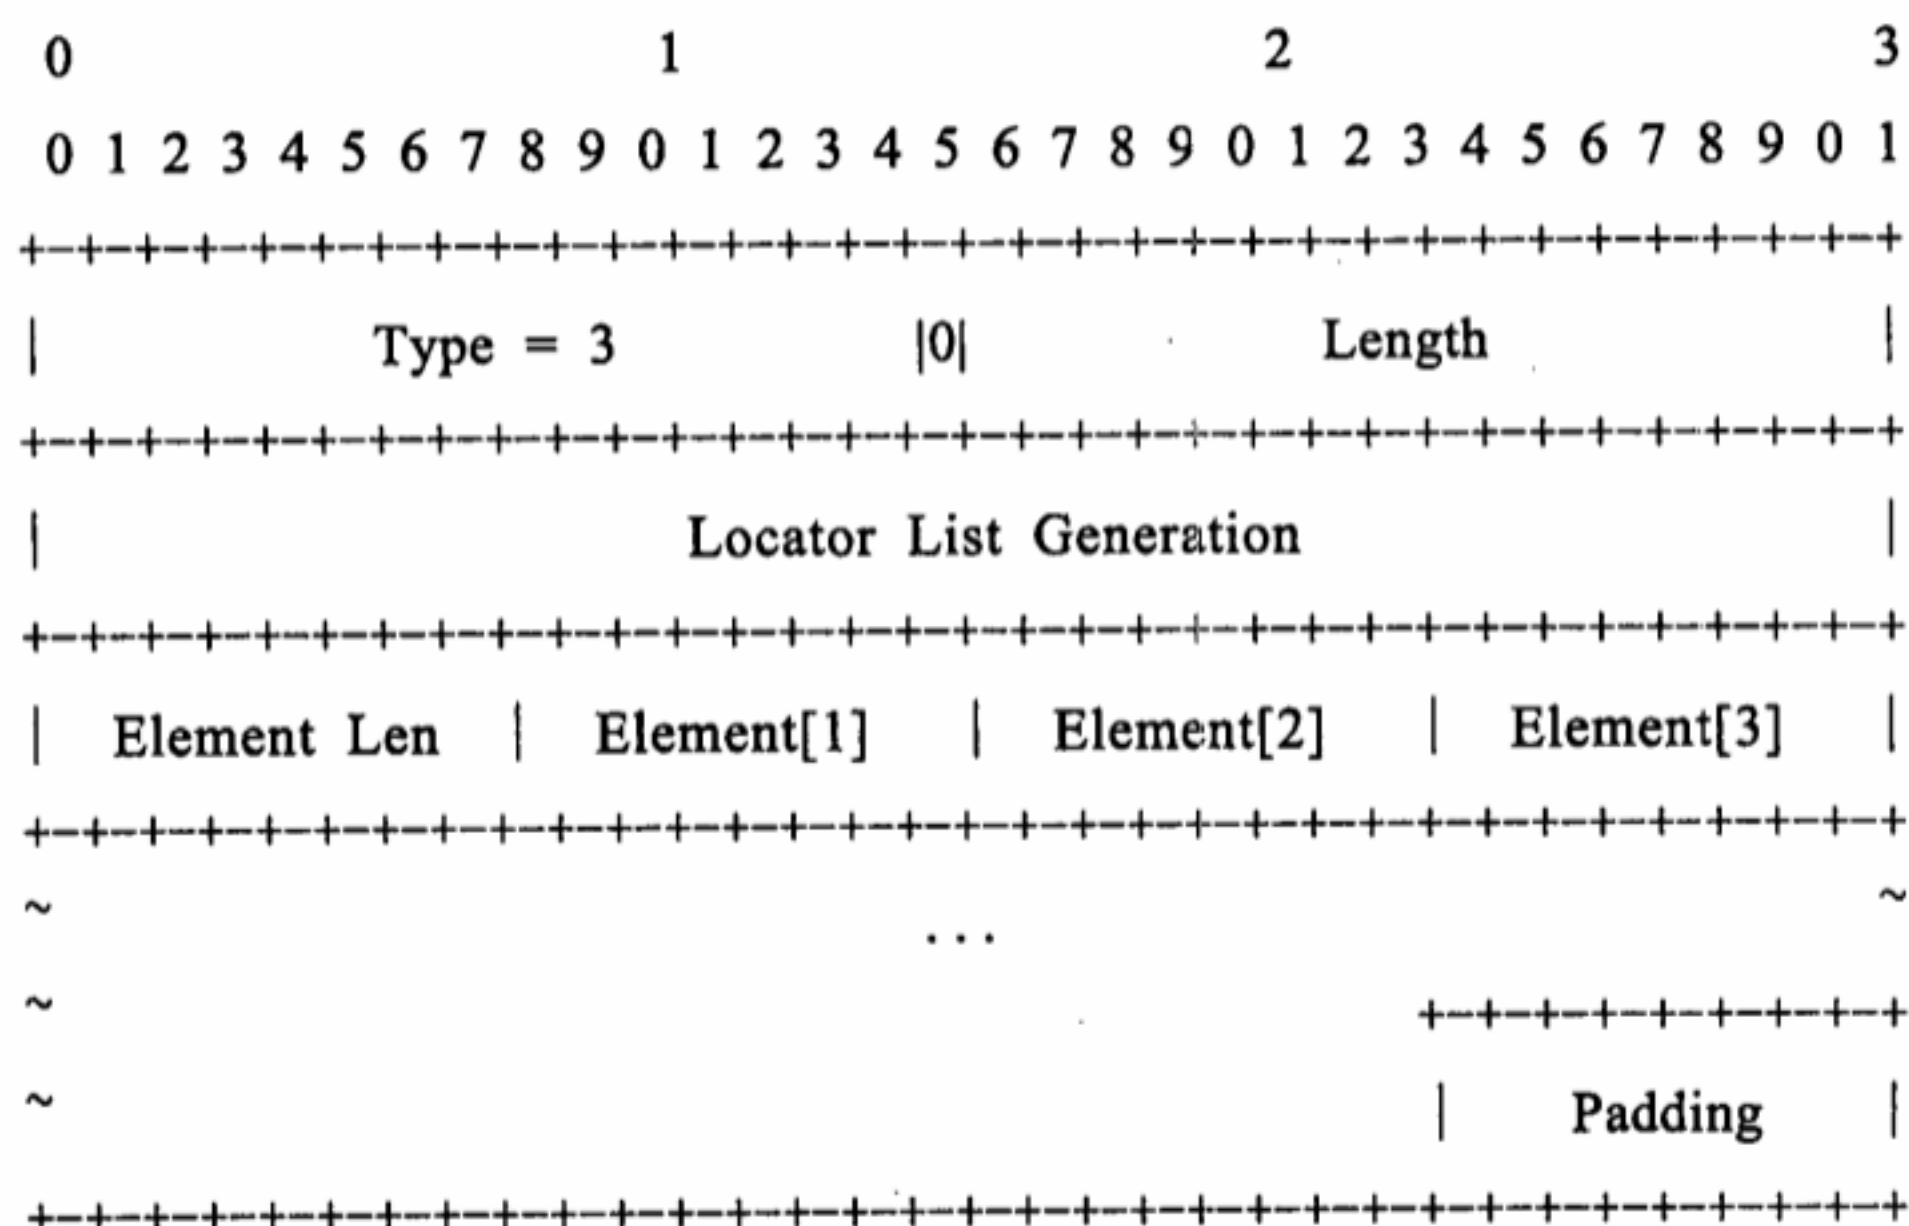 0 1 2 3
0 1 2 3 4 5 6 7 8 9 0 1 2 3 4 5 6 7 8 9 0 1 2 3 4 5 6 7 8 9 0 1
+-+-+-+-+-+-+-+-+-+-+-+-+-+-+-+-+-+-+-+-+-+-+-+-+-+-+-+-+-+-+-+-+
| Type = 3 |0| Length |
+-+-+-+-+-+-+-+-+-+-+-+-+-+-+-+-+-+-+-+-+-+-+-+-+-+-+-+-+-+-+-+-+
| Locator List Generation |
+-+-+-+-+-+-+-+-+-+-+-+-+-+-+-+-+-+-+-+-+-+-+-+-+-+-+-+-+-+-+-+-+
| Element Len | Element[1] | Element[2] | Element[3] |
+-+-+-+-+-+-+-+-+-+-+-+-+-+-+-+-+-+-+-+-+-+-+-+-+-+-+-+-+-+-+-+-+
~ ... ~
~ +-+-+-+-+-+-+-+-+
~ | Padding |
+-+-+-+-+-+-+-+-+-+-+-+-+-+-+-+-+-+-+-+-+-+-+-+-+-+-+-+-+-+-+-+-+